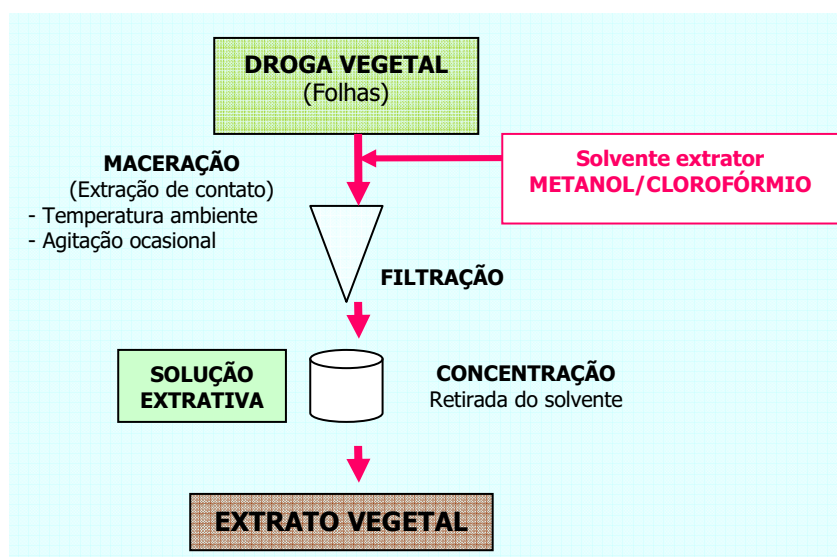 DROGA VEGETAL
(Folhas)
MACERAÇÃO
(Extração de contato)
- Temperatura ambiente
- Agitação ocasional
Solvente extrator
METANOL/CLOROFÓRMIO
FILTRAÇÃO
SOLUÇÃO
EXTRATIVA
CONCENTRAÇÃO
Retirada do solvente
EXTRATO VEGETAL